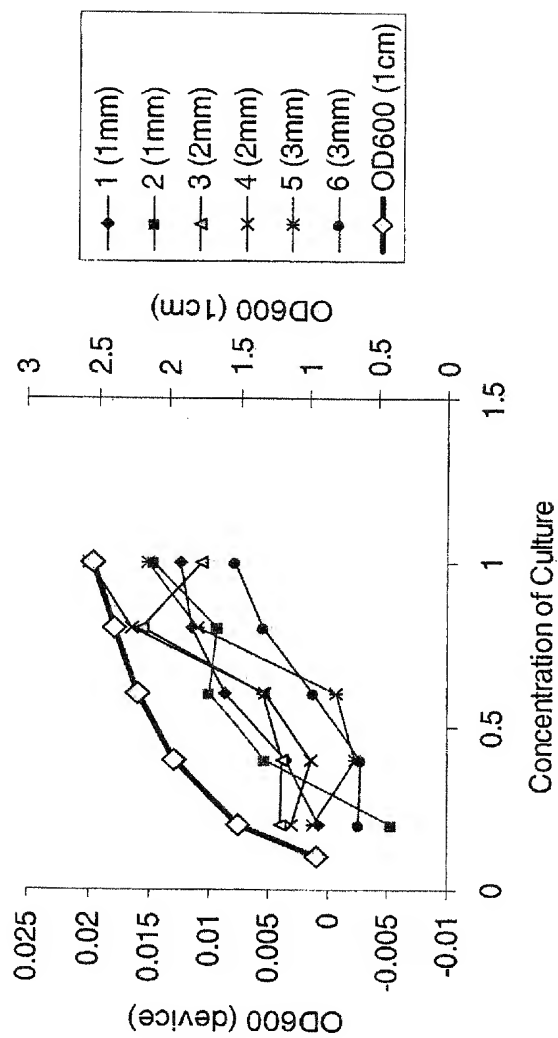 OD600 (device)
0.025
0.02
0.015
0.01
0.005
0
-0.005
-0.01
0
0.5
1
1.5
Concentration of Culture
3
2.5
2
1.5
1
0.5
0
OD600 (1cm)
1 (1mm)
2 (1mm)
3 (2mm)
4 (2mm)
5 (3mm)
6 (3mm)
OD600 (1cm)